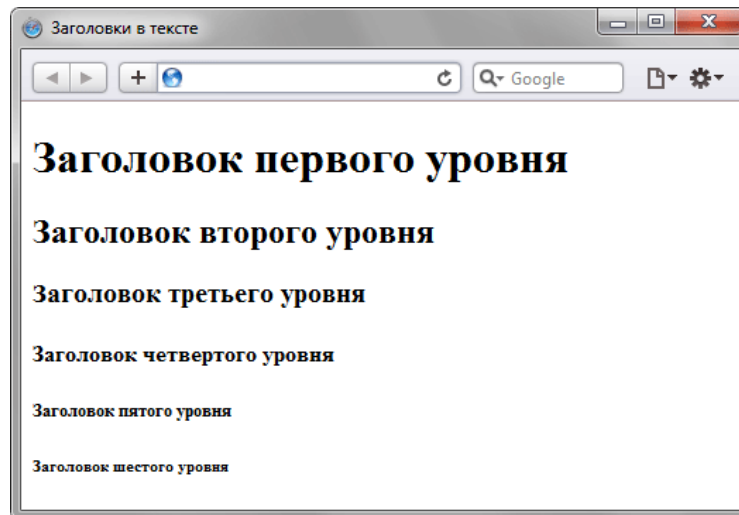 Заголовки в тексте
Google
Заголовок первого уровня
Заголовок второго уровня
Заголовок третьего уровня
Заголовок четвертого уровня
Заголовок пятого уровня
Заголовок шестого уровня